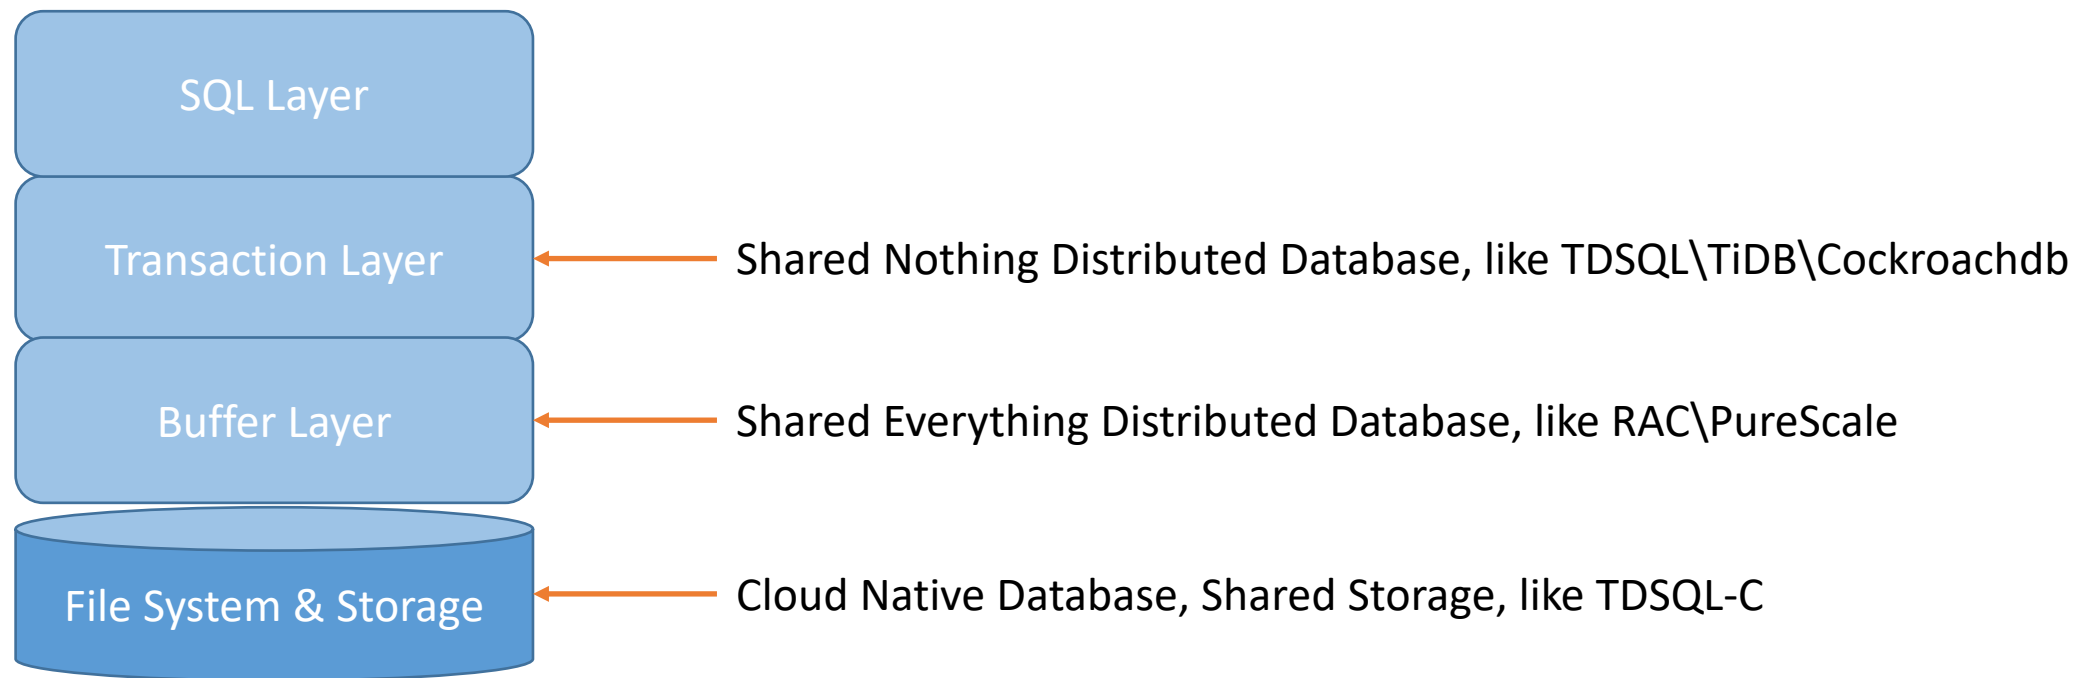 SQL Layer
Transaction Layer
Shared Nothing Distributed Database, like TDSQL\TiDB\Cockroachdb
Buffer Layer
Shared Everything Distributed Database, like RAC\PureScale
File System & Storage
Cloud Native Database, Shared Storage, like TDSQL-C